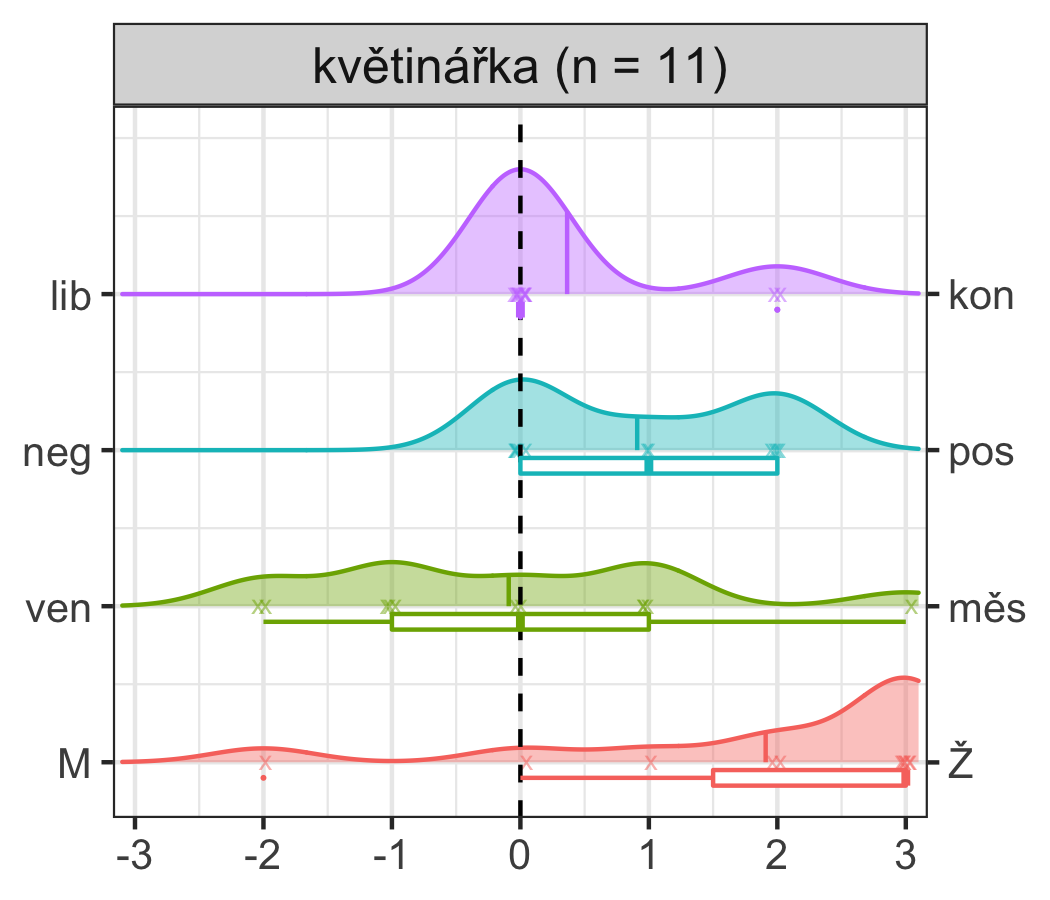 květinářka (n = 11)
lib kon
neg pos
ven měs
M Ž
-3 -2 -1 0 1 2 3